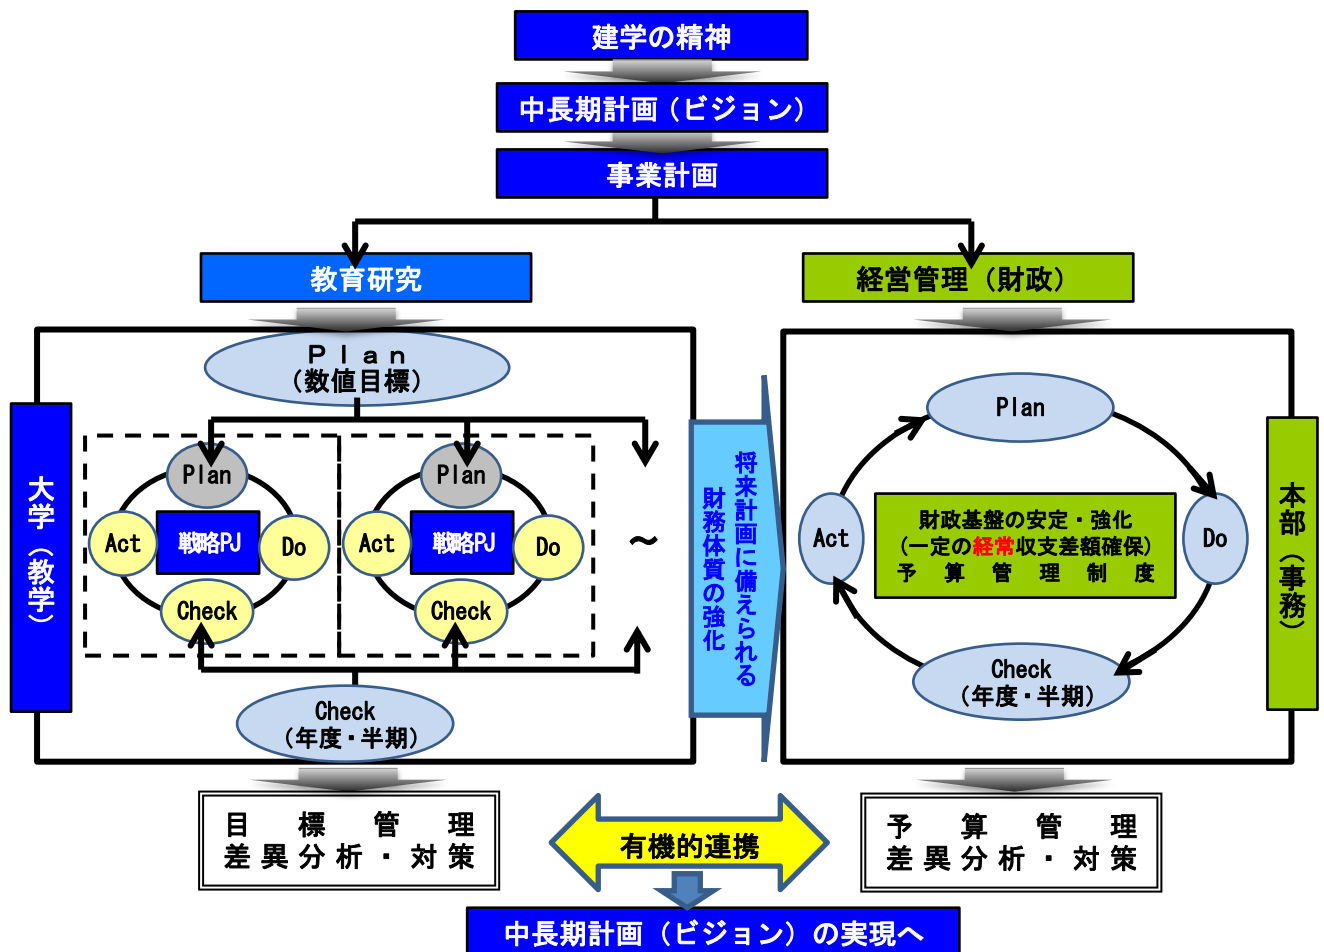 建学の精神
中長期計画（ビジョン）
事業計画
教育研究
経営管理（財政）
大学（教学）
Ｐｌａｎ
（数値目標）
Plan
Act
戦略PJ
Do
Check
Plan
Act
戦略PJ
Do
Check
～
Check
（年度・半期）
将来計画に備えられる
財務体質の強化
Plan
Act
財政基盤の安定・強化
（一定の経常収支差額確保）
予算管理制度
Do
Check
（年度・半期）
本部（事務）
目標管理
差異分析・対策
有機的連携
予算管理
差異分析・対策
中長期計画（ビジョン）の実現へ